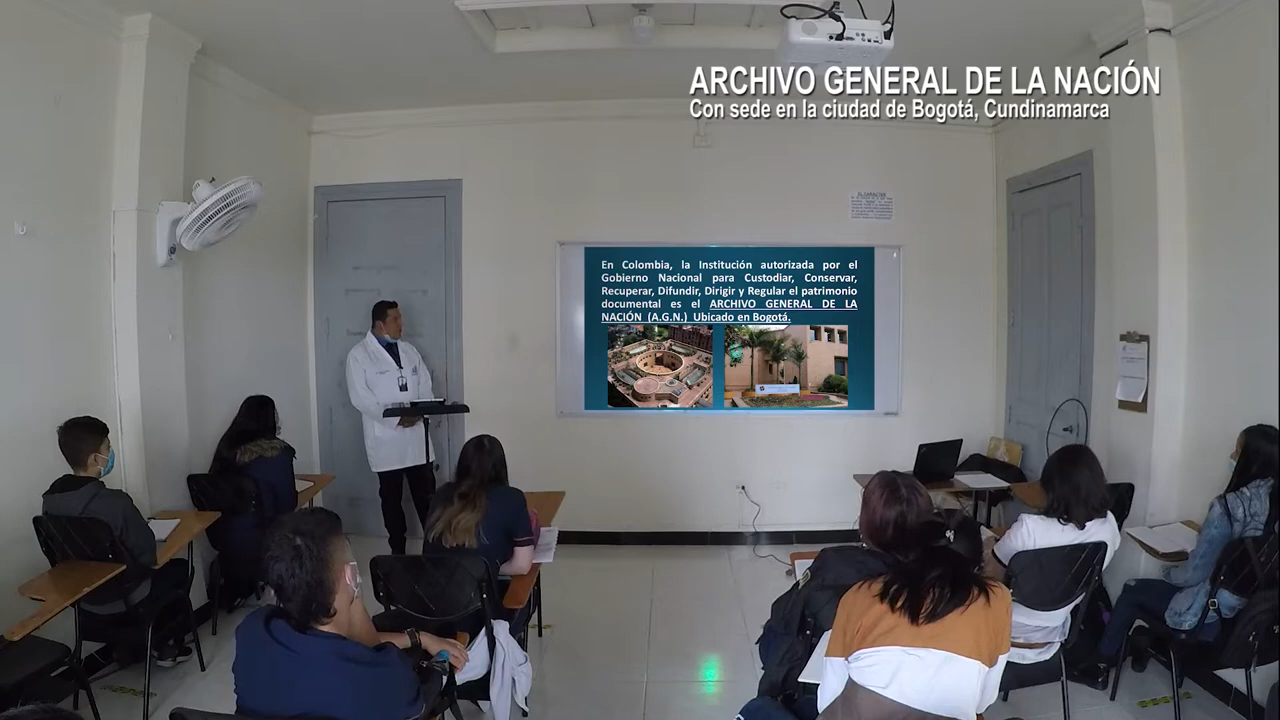 ARCHIVO GENERAL DE LA NACIÓN
Con sede en la ciudad de Bogotá, Cundinamarca
EL CARÁCTER
En Colombia, la Institución autorizada por el
Gobierno Nacional para Custodiar, Conservar,
Recuperar, Difundir, Dirigir y Regular el patrimonio
documental es el ARCHIVO GENERAL DE LA
NACIÓN (A.G.N.) Ubicado en Bogotá.